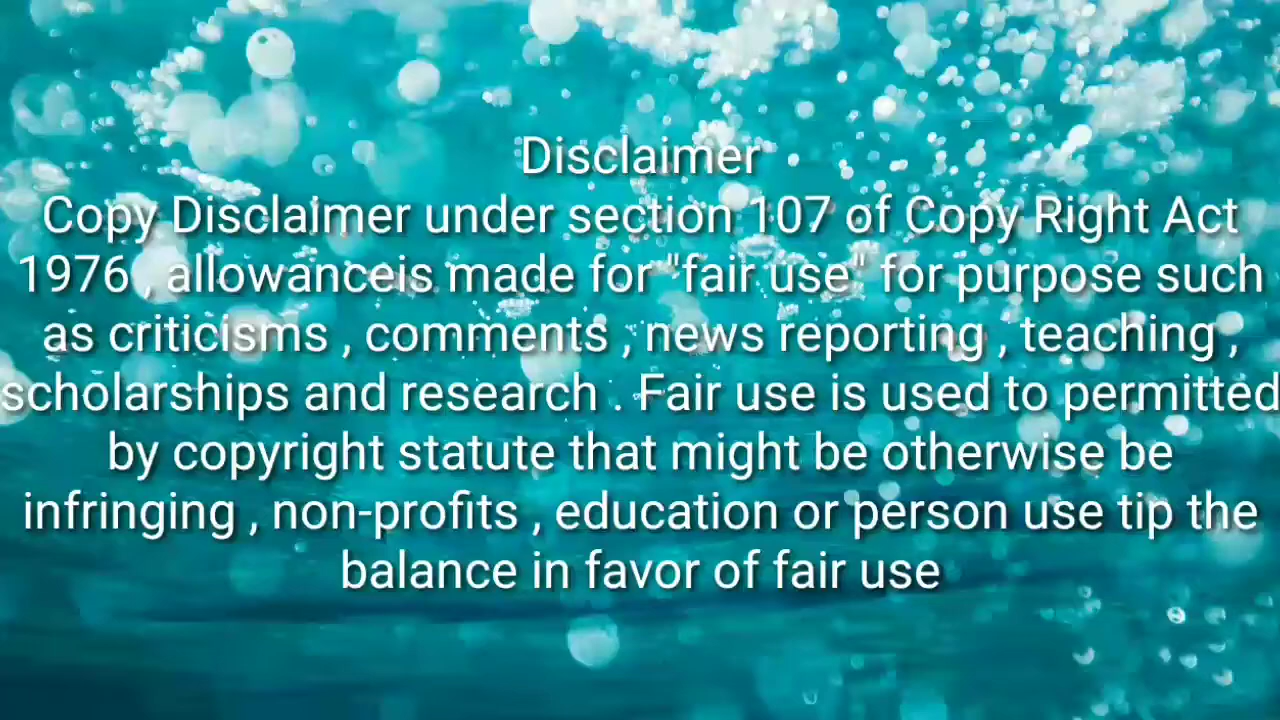 Disclaimer
Copy Disclaimer under section 107 of Copy Right Act
1976 , allowanceis made for "fair use" for purpose such
as criticisms , comments , news reporting , teaching ,
scholarships and research . Fair use is used to permitted
by copyright statute that might be otherwise be
infringing , non-profits , education or person use tip the
balance in favor of fair use